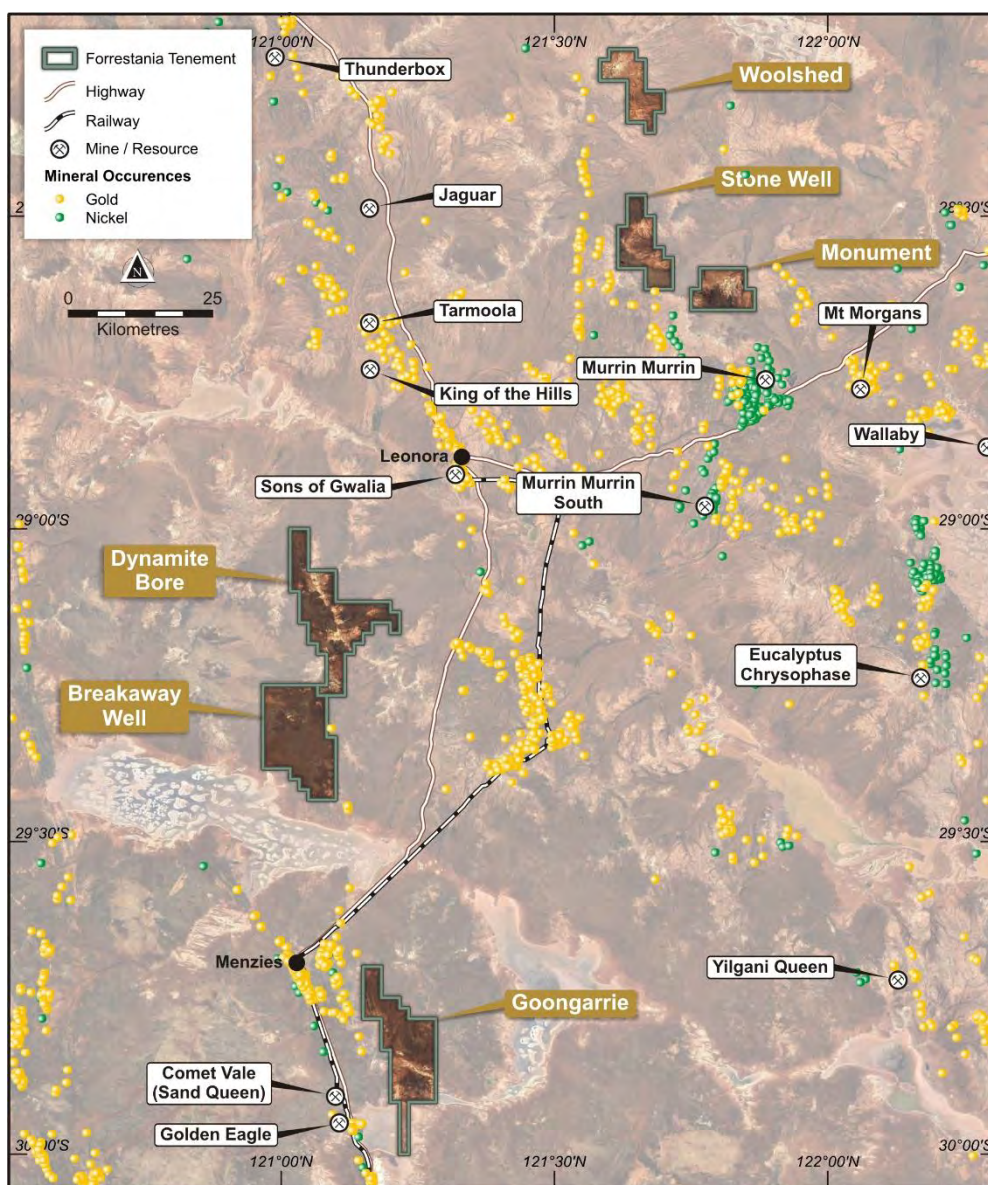 121°00'N
121°30'N
122°00'N
Forrestania Tenement
Highway
Railway
Mine / Resource
Mineral Occurences
Gold
Nickel
N
0
25
Kilometres
Thunderbox
Woolshed
Jaguar
Stone Well
28°30'S
Monument
Tarmoola
Mt Morgans
Murrin Murrin
King of the Hills
Leonora
Wallaby
Sons of Gwalia
Murrin Murrin
South
29°00'S
29°00'S
Dynamite
Bore
Eucalyptus
Chrysophase
Breakaway
Well
29°30'S
29°30'S
Menzies
Yilgani Queen
Goongarrie
Comet Vale
(Sand Queen)
Golden Eagle
30°00'S
30°00'S
121°00'N
121°30'N
122°00'N